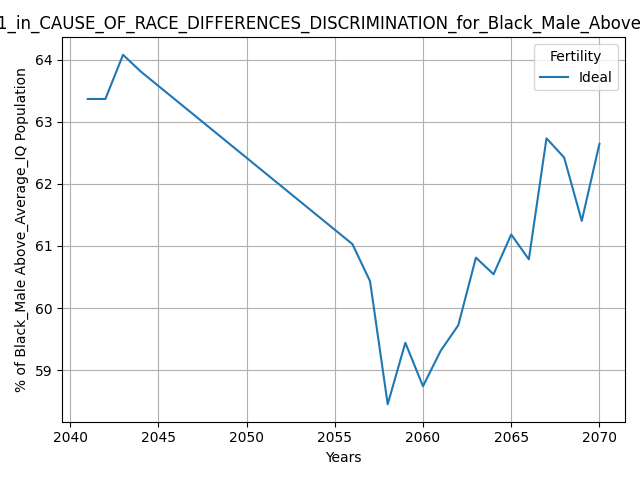 1_in_CAUSE_OF_RACE_DIFFERENCES_DISCRIMINATION_for_Black_Male_Above
Fertility
Ideal
% of Black_Male Above_Average_IQ Population
64
63
62
61
60
59
2040 2045 2050 2055 2060 2065 2070
Years